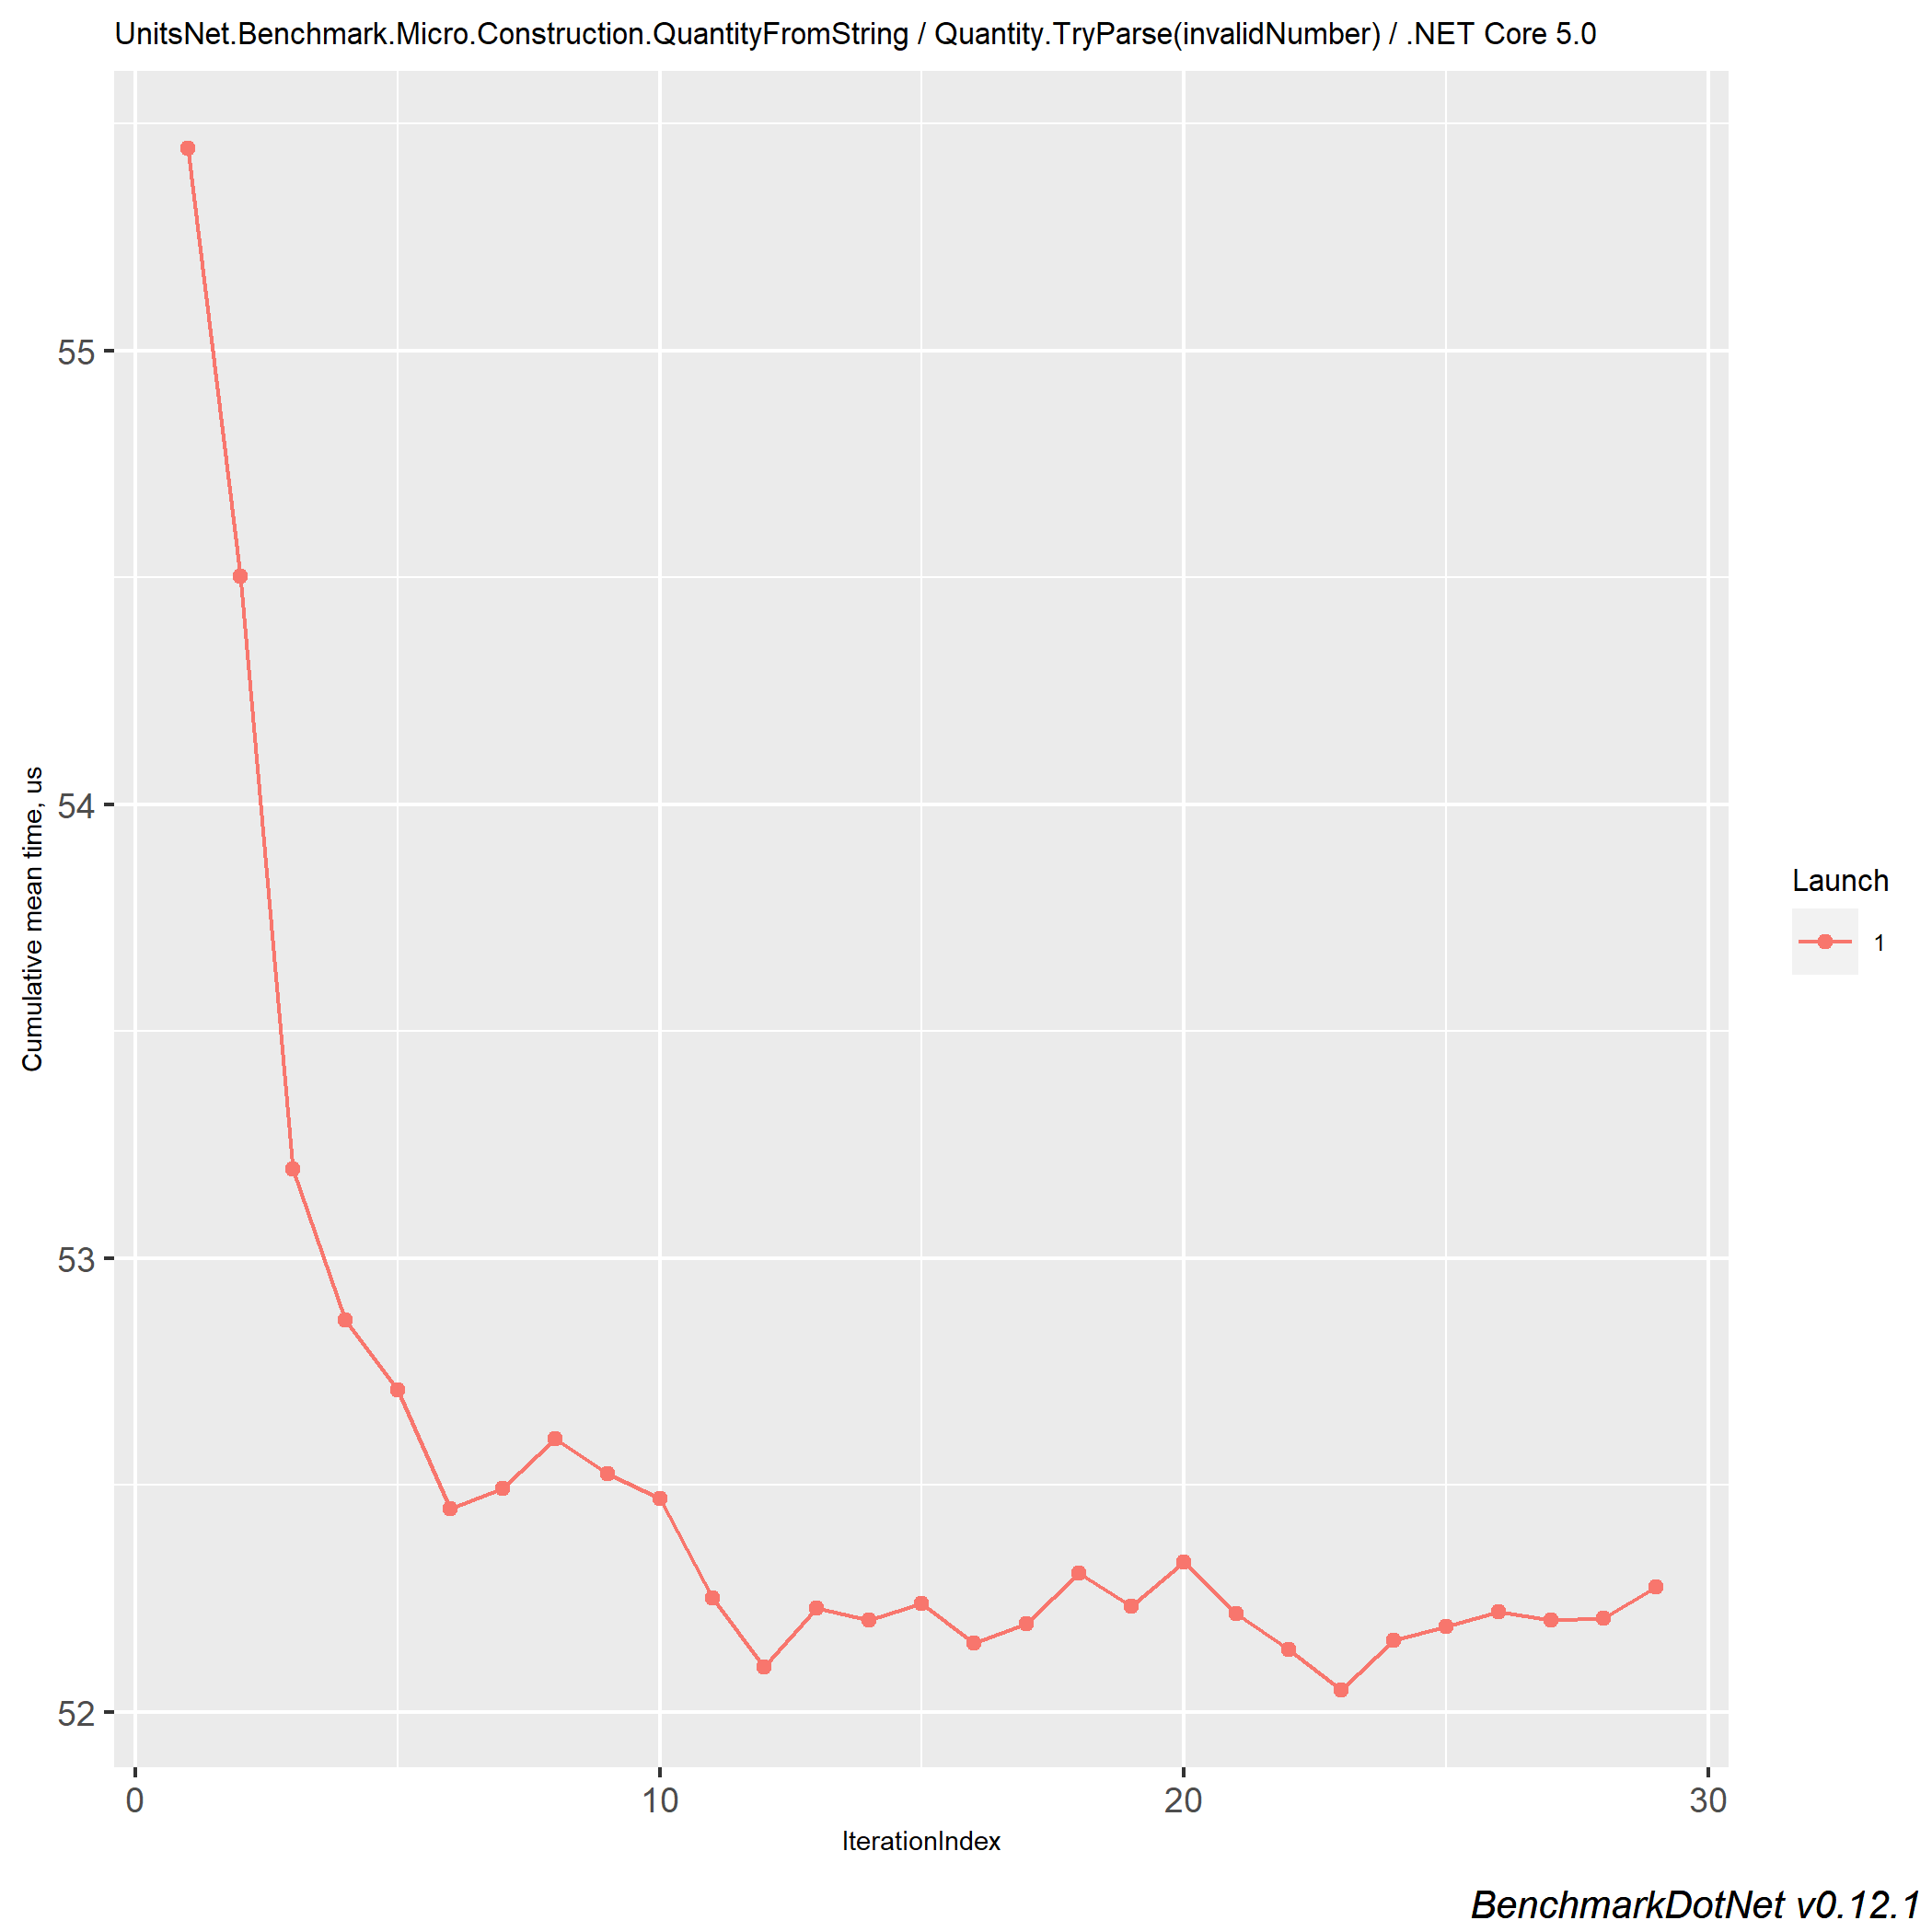 UnitsNet.Benchmark.Micro.Construction.QuantityFromString / Quantity.TryParse(invalidNumber) / .NET Core 5.0
Cumulative mean time, us
55
54
53
52
0
10
20
30
IterationIndex
Launch
1
BenchmarkDotNet v0.12.1